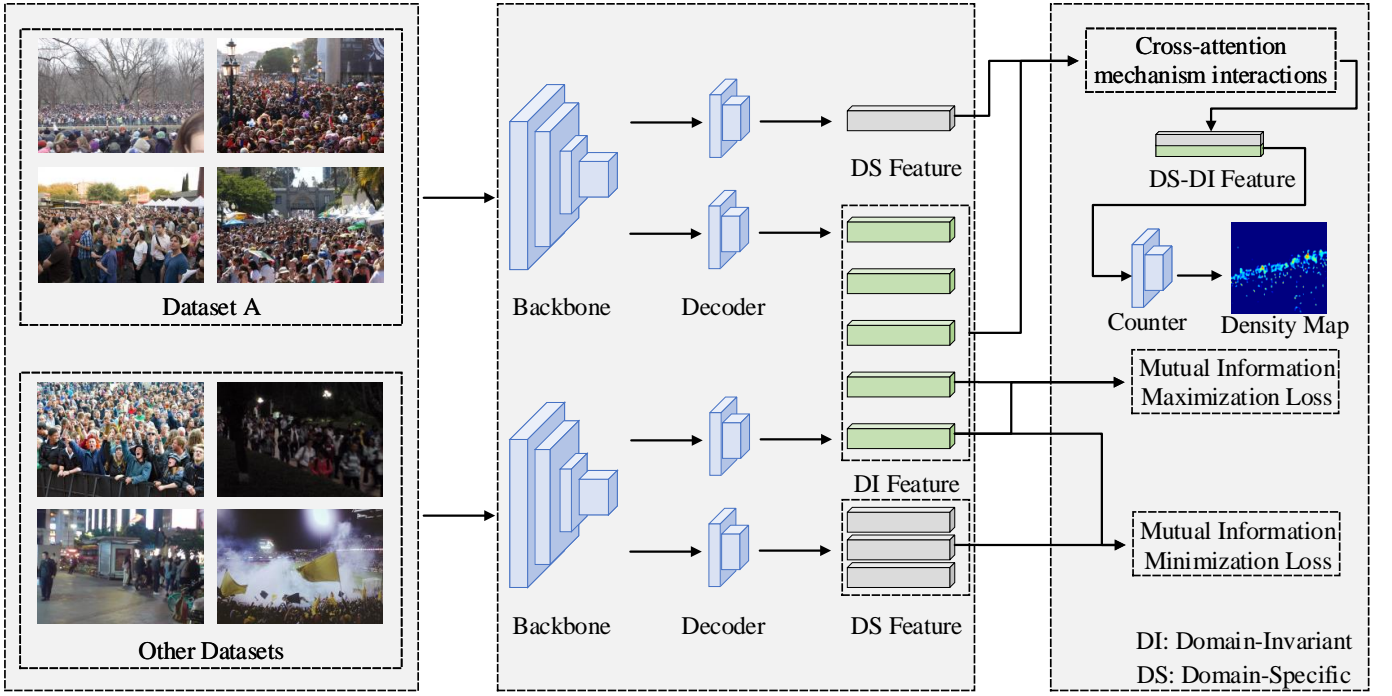 Dataset A
Other Datasets
Backbone
Decoder
DS Feature
DI Feature
Backbone
Decoder
DS Feature
Cross-attention
mechanism interactions
DS-DI Feature
Counter
Density Map
Mutual Information
Maximization Loss
Mutual Information
Minimization Loss
DI: Domain-Invariant
DS: Domain-Specific